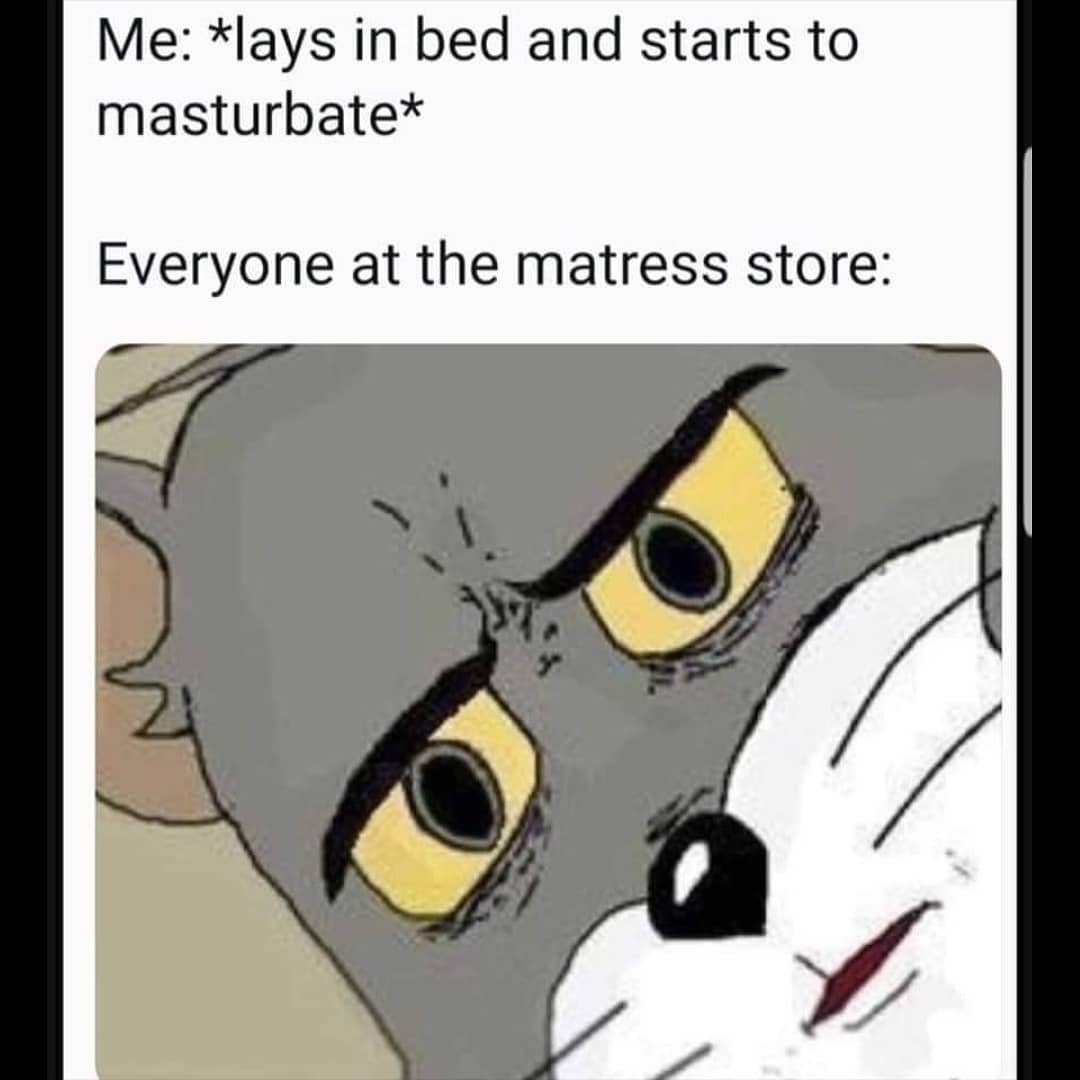 Me: *lays in bed and starts to
masturbate*
Everyone at the matress store: